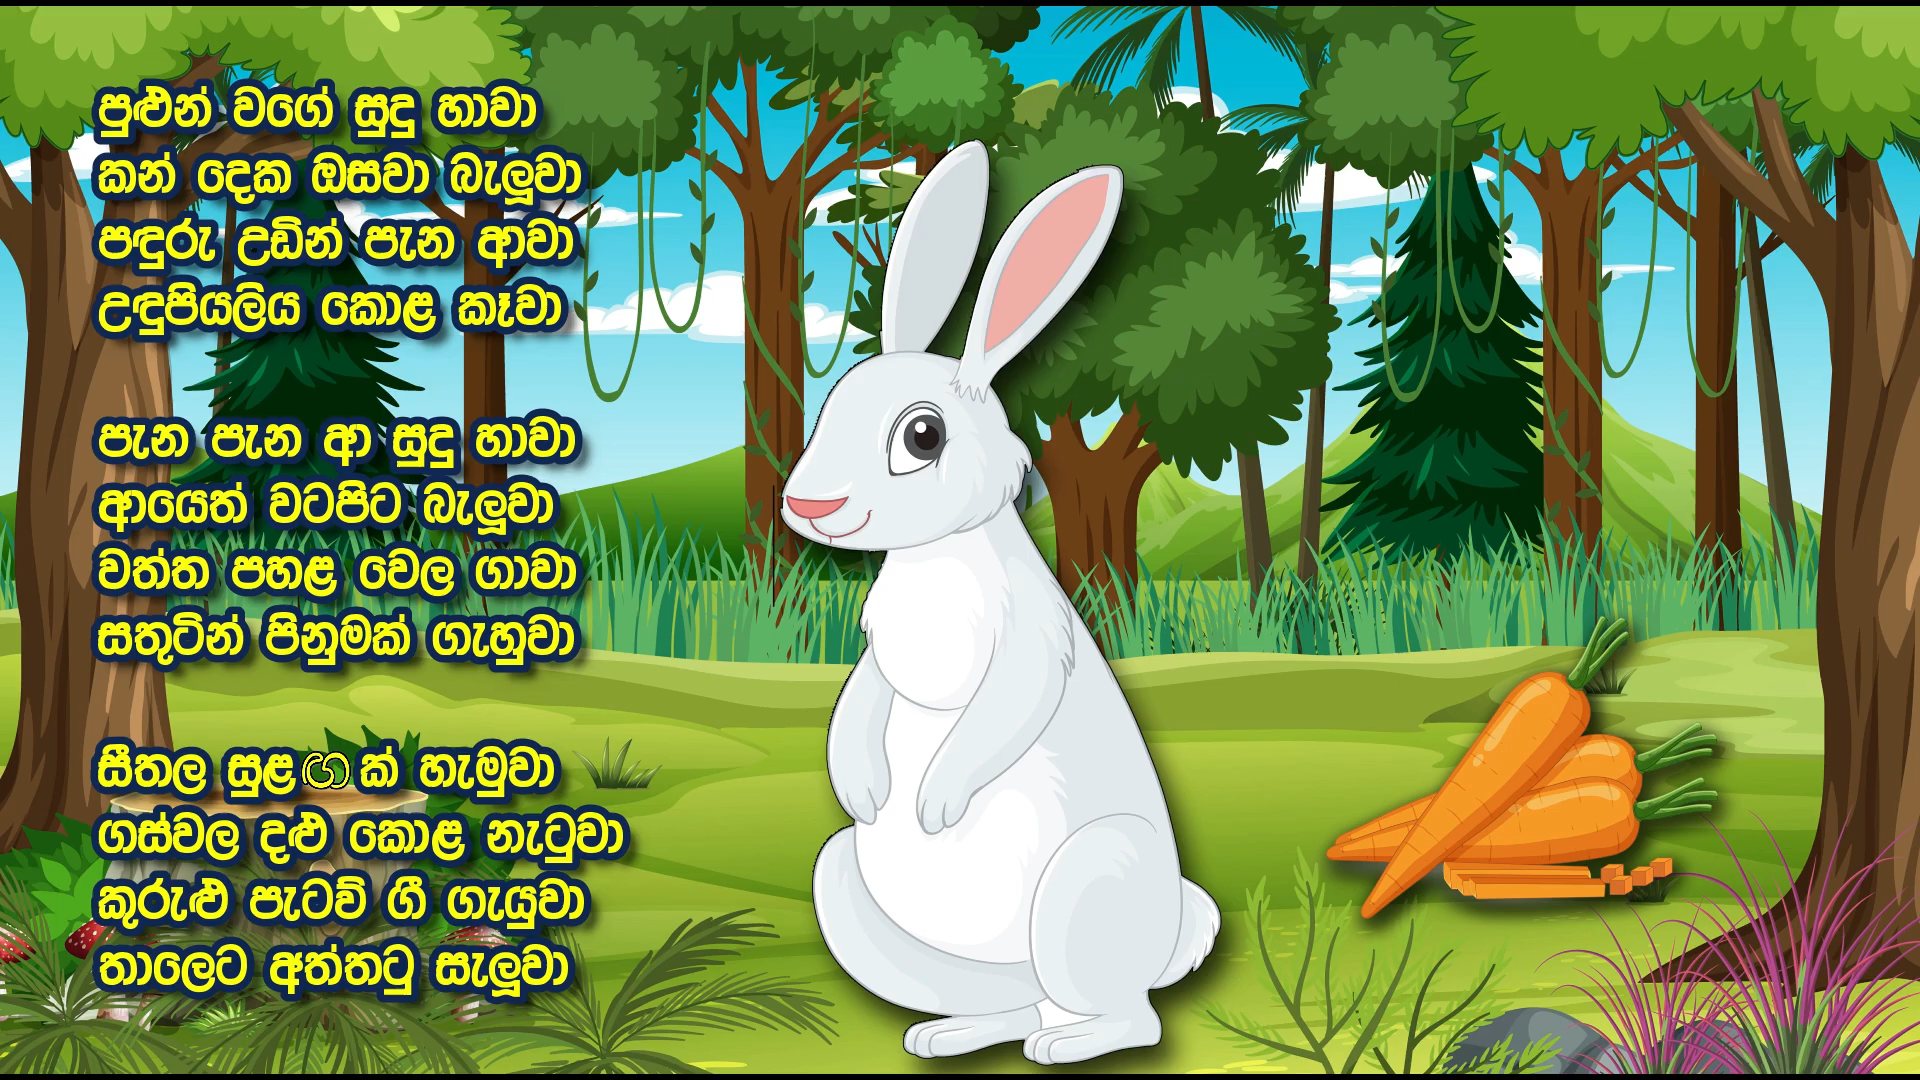 පුළුන් වගේ සුදු හාවා
කන් දෙක ඔසවා බැලුවා
පඳුරු උඩින් පැන ආවා
උඳුපියලිය කොළ කෑවා
පැන පැන ආ සුදු හාවා
ආයෙත් වටපිට බැලුවා
වත්ත පහළ වෙල ගාවා
සතුටින් පිනුමක් ගැහුවා
සීතල සුළඟක් හැමුවා
ගස්වල දළු කොළ නැටුවා
කුරුළු පැටව් ගී ගැයුවා
තාලෙට අත්තටු සැලුවා